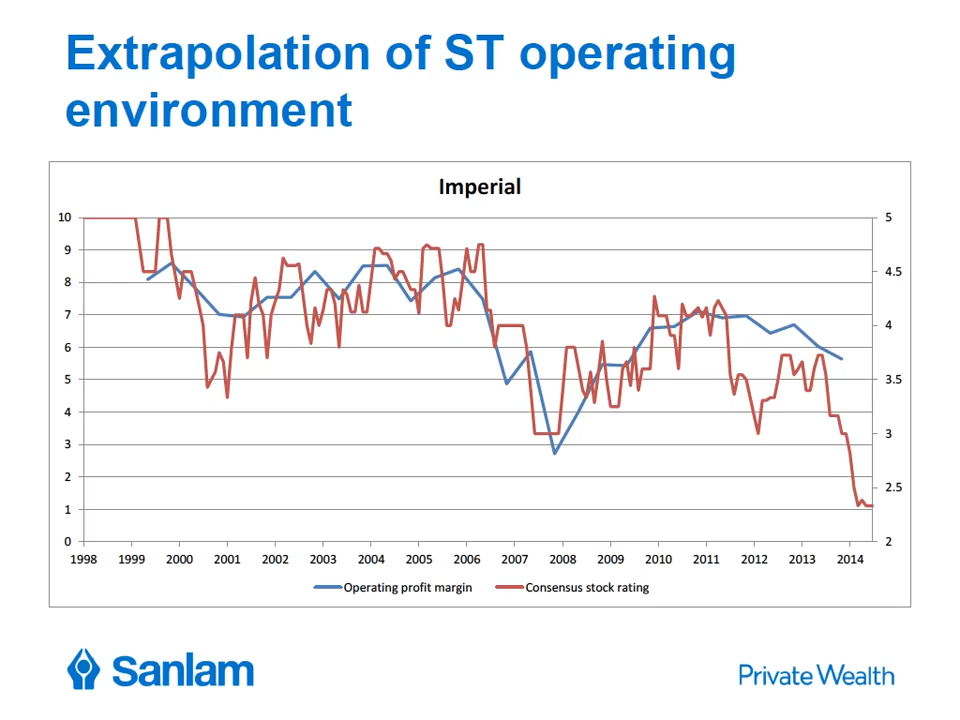 Extrapolation of ST operating
environment
Imperial
10
9
8
7
6
5
4
3
2
1
0
5
4.5
4
3.5
3
2.5
2
1998 1999 2000 2001 2002 2003 2004 2005 2006 2007 2008 2009 2010 2011 2012 2013 2014
Operating profit margin Consensus stock rating
Sanlam
Private Wealth